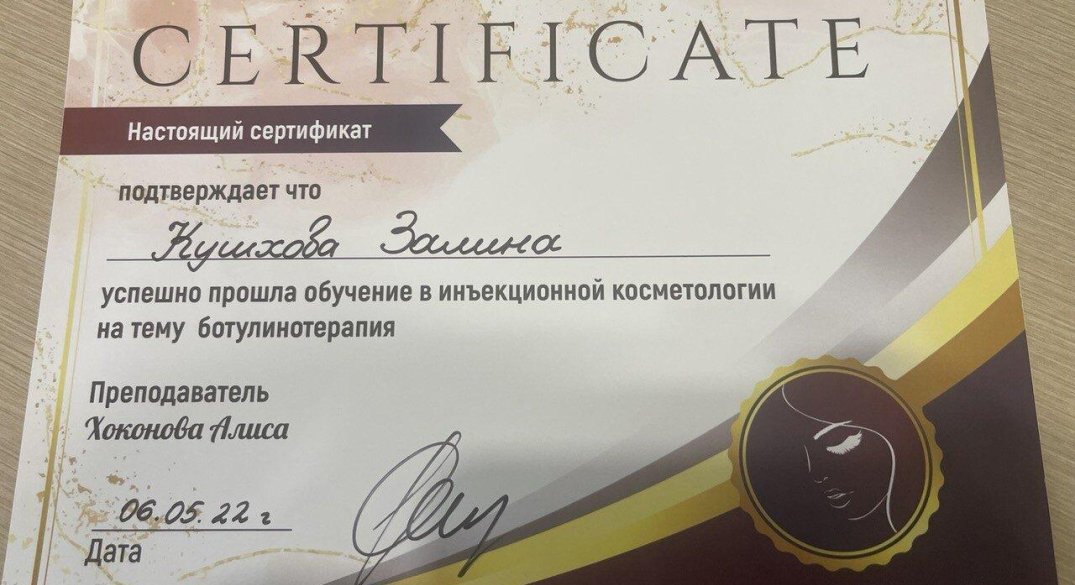 CERTIFICATE
Настоящий сертификат
подтверждает что
Кушхова Залина
успешно прошла обучение в инъекционной косметологии
на тему ботулинотерапия
Преподаватель
Хоконова Алиса
06.05.22 г
Дата